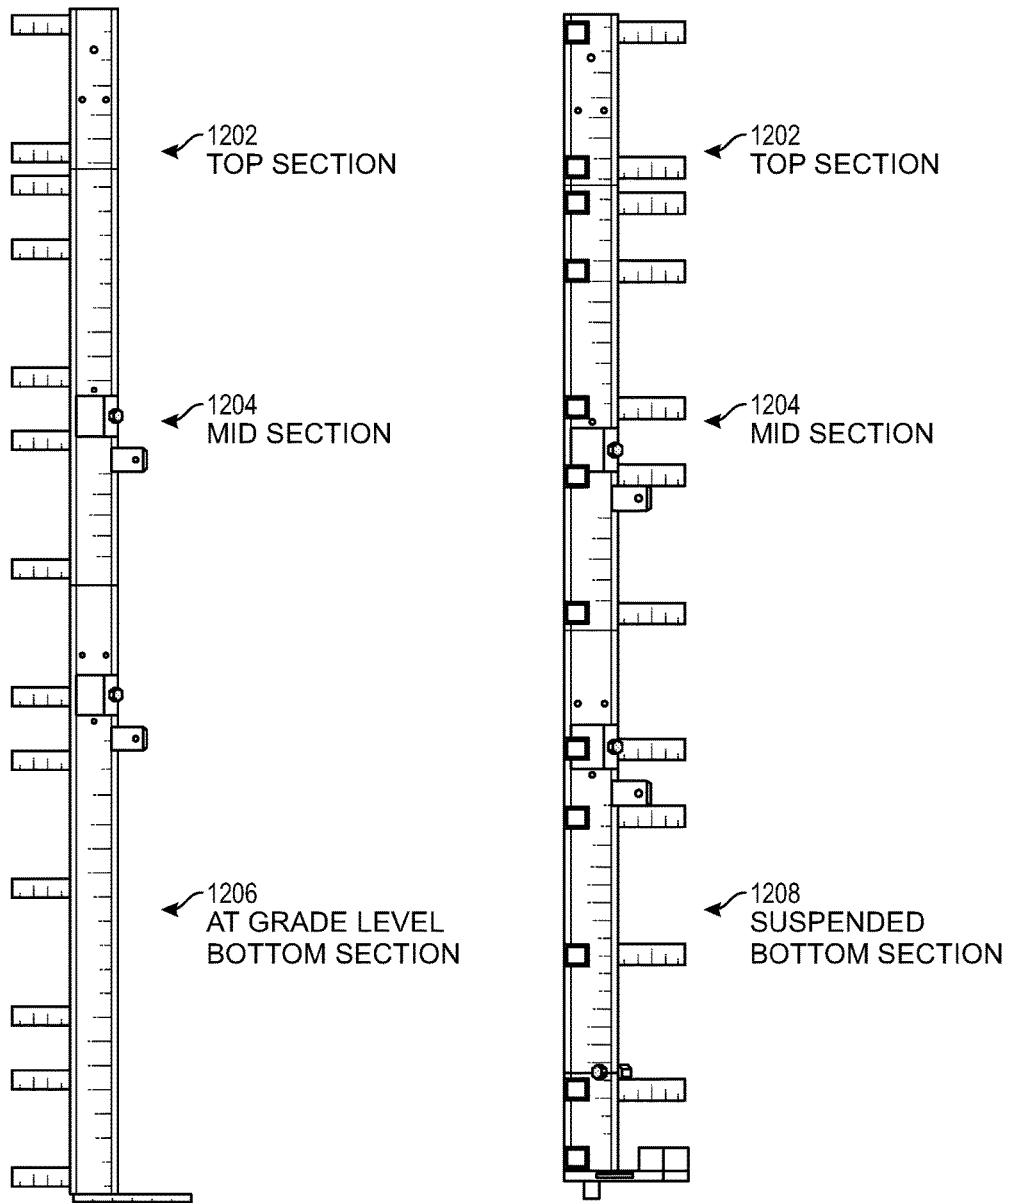 1202
TOP SECTION
1202
TOP SECTION
1204
MID SECTION
1204
MID SECTION
1206
AT GRADE LEVEL
BOTTOM SECTION
1208
SUSPENDED
BOTTOM SECTION